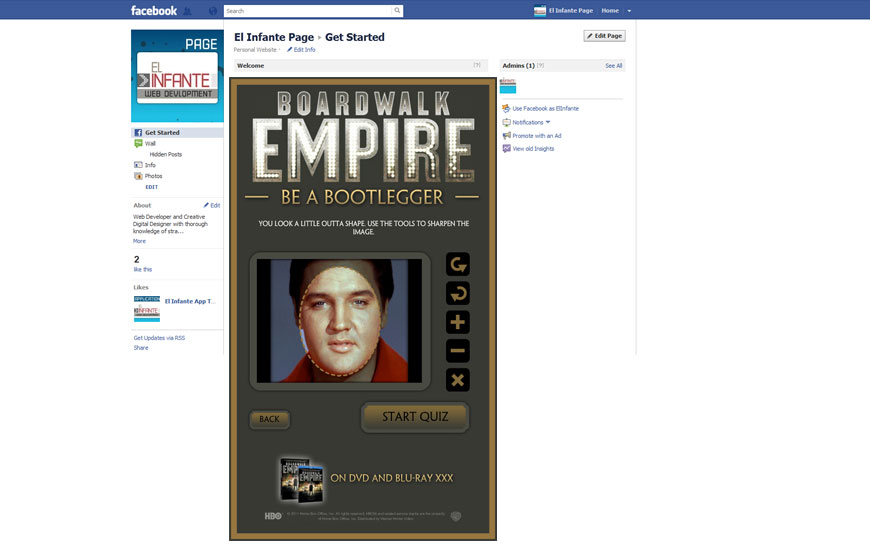 facebook
Search
El Infante Page
Home
PAGE
EL
INFANTE
WEB DEVLOPMENT
El Infante Page ▸ Get Started
Personal Website ·
Edit Info
Edit Page
Welcome
[?]
Admins (1) [?]
See All
Use Facebook as ElInfante
Notifications
Promote with an Ad
View old Insights
Get Started
Wall
Hidden Posts
Info
Photos
EDIT
About
Edit
Web Developer and Creative
Digital Designer with thorough
knowledge of stra...
More
2
like this
Likes
APPLICATION
EL
INFANTE
El Infante App T...
Get Updates via RSS
Share
BOARDWALK
EMPIRE
BE A BOOTLEGGER
YOU LOOK A LITTLE OUTTA SHAPE. USE THE TOOLS TO SHARPEN THE
IMAGE.
BACK
START QUIZ
EMPIRE
ON DVD AND BLU-RAY XXX
HBO